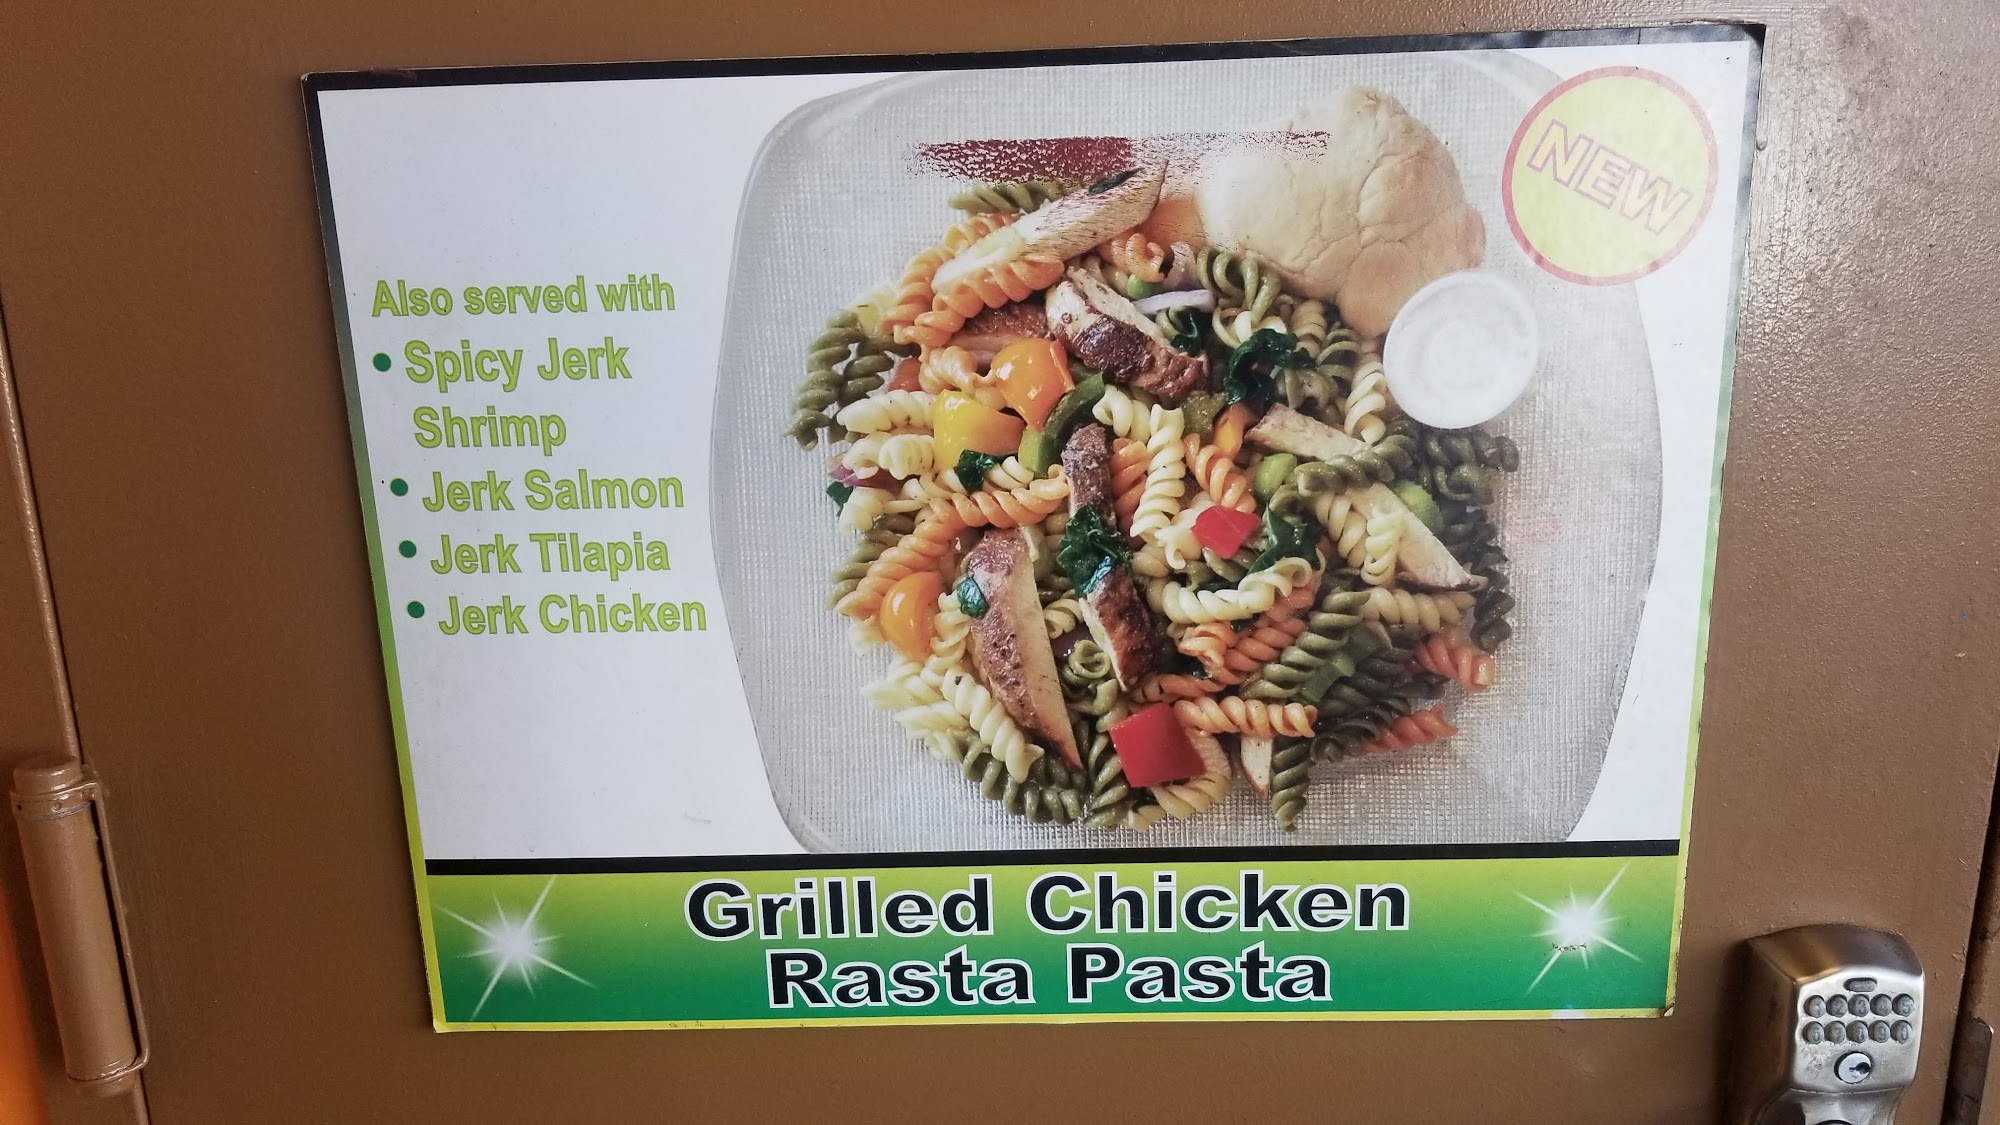 NEW
Also served with
• Spicy Jerk
Shrimp
• Jerk Salmon
• Jerk Tilapia
• Jerk Chicken
Grilled Chicken
Rasta Pasta